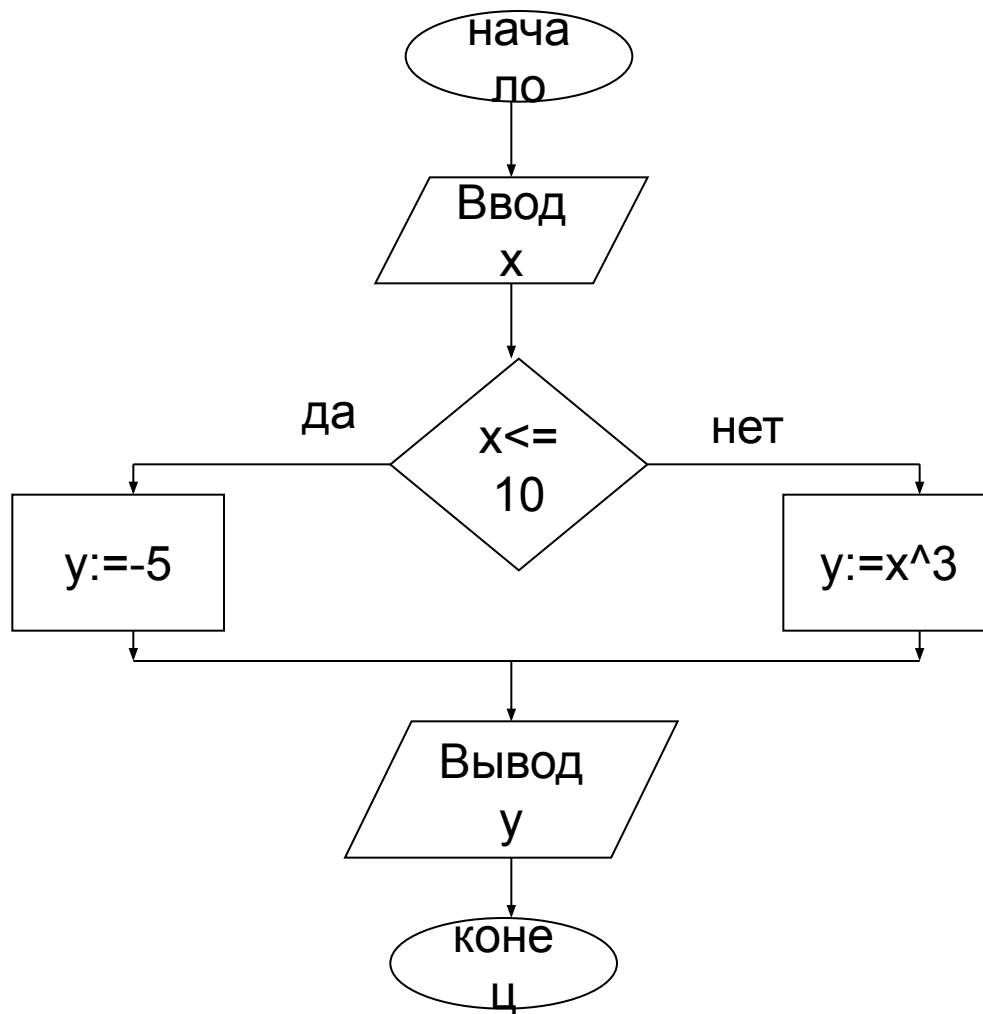 нача
ло
Ввод
х
да
x<=
10
нет
y:=-5
y:=x^3
Вывод
у
коне
ц